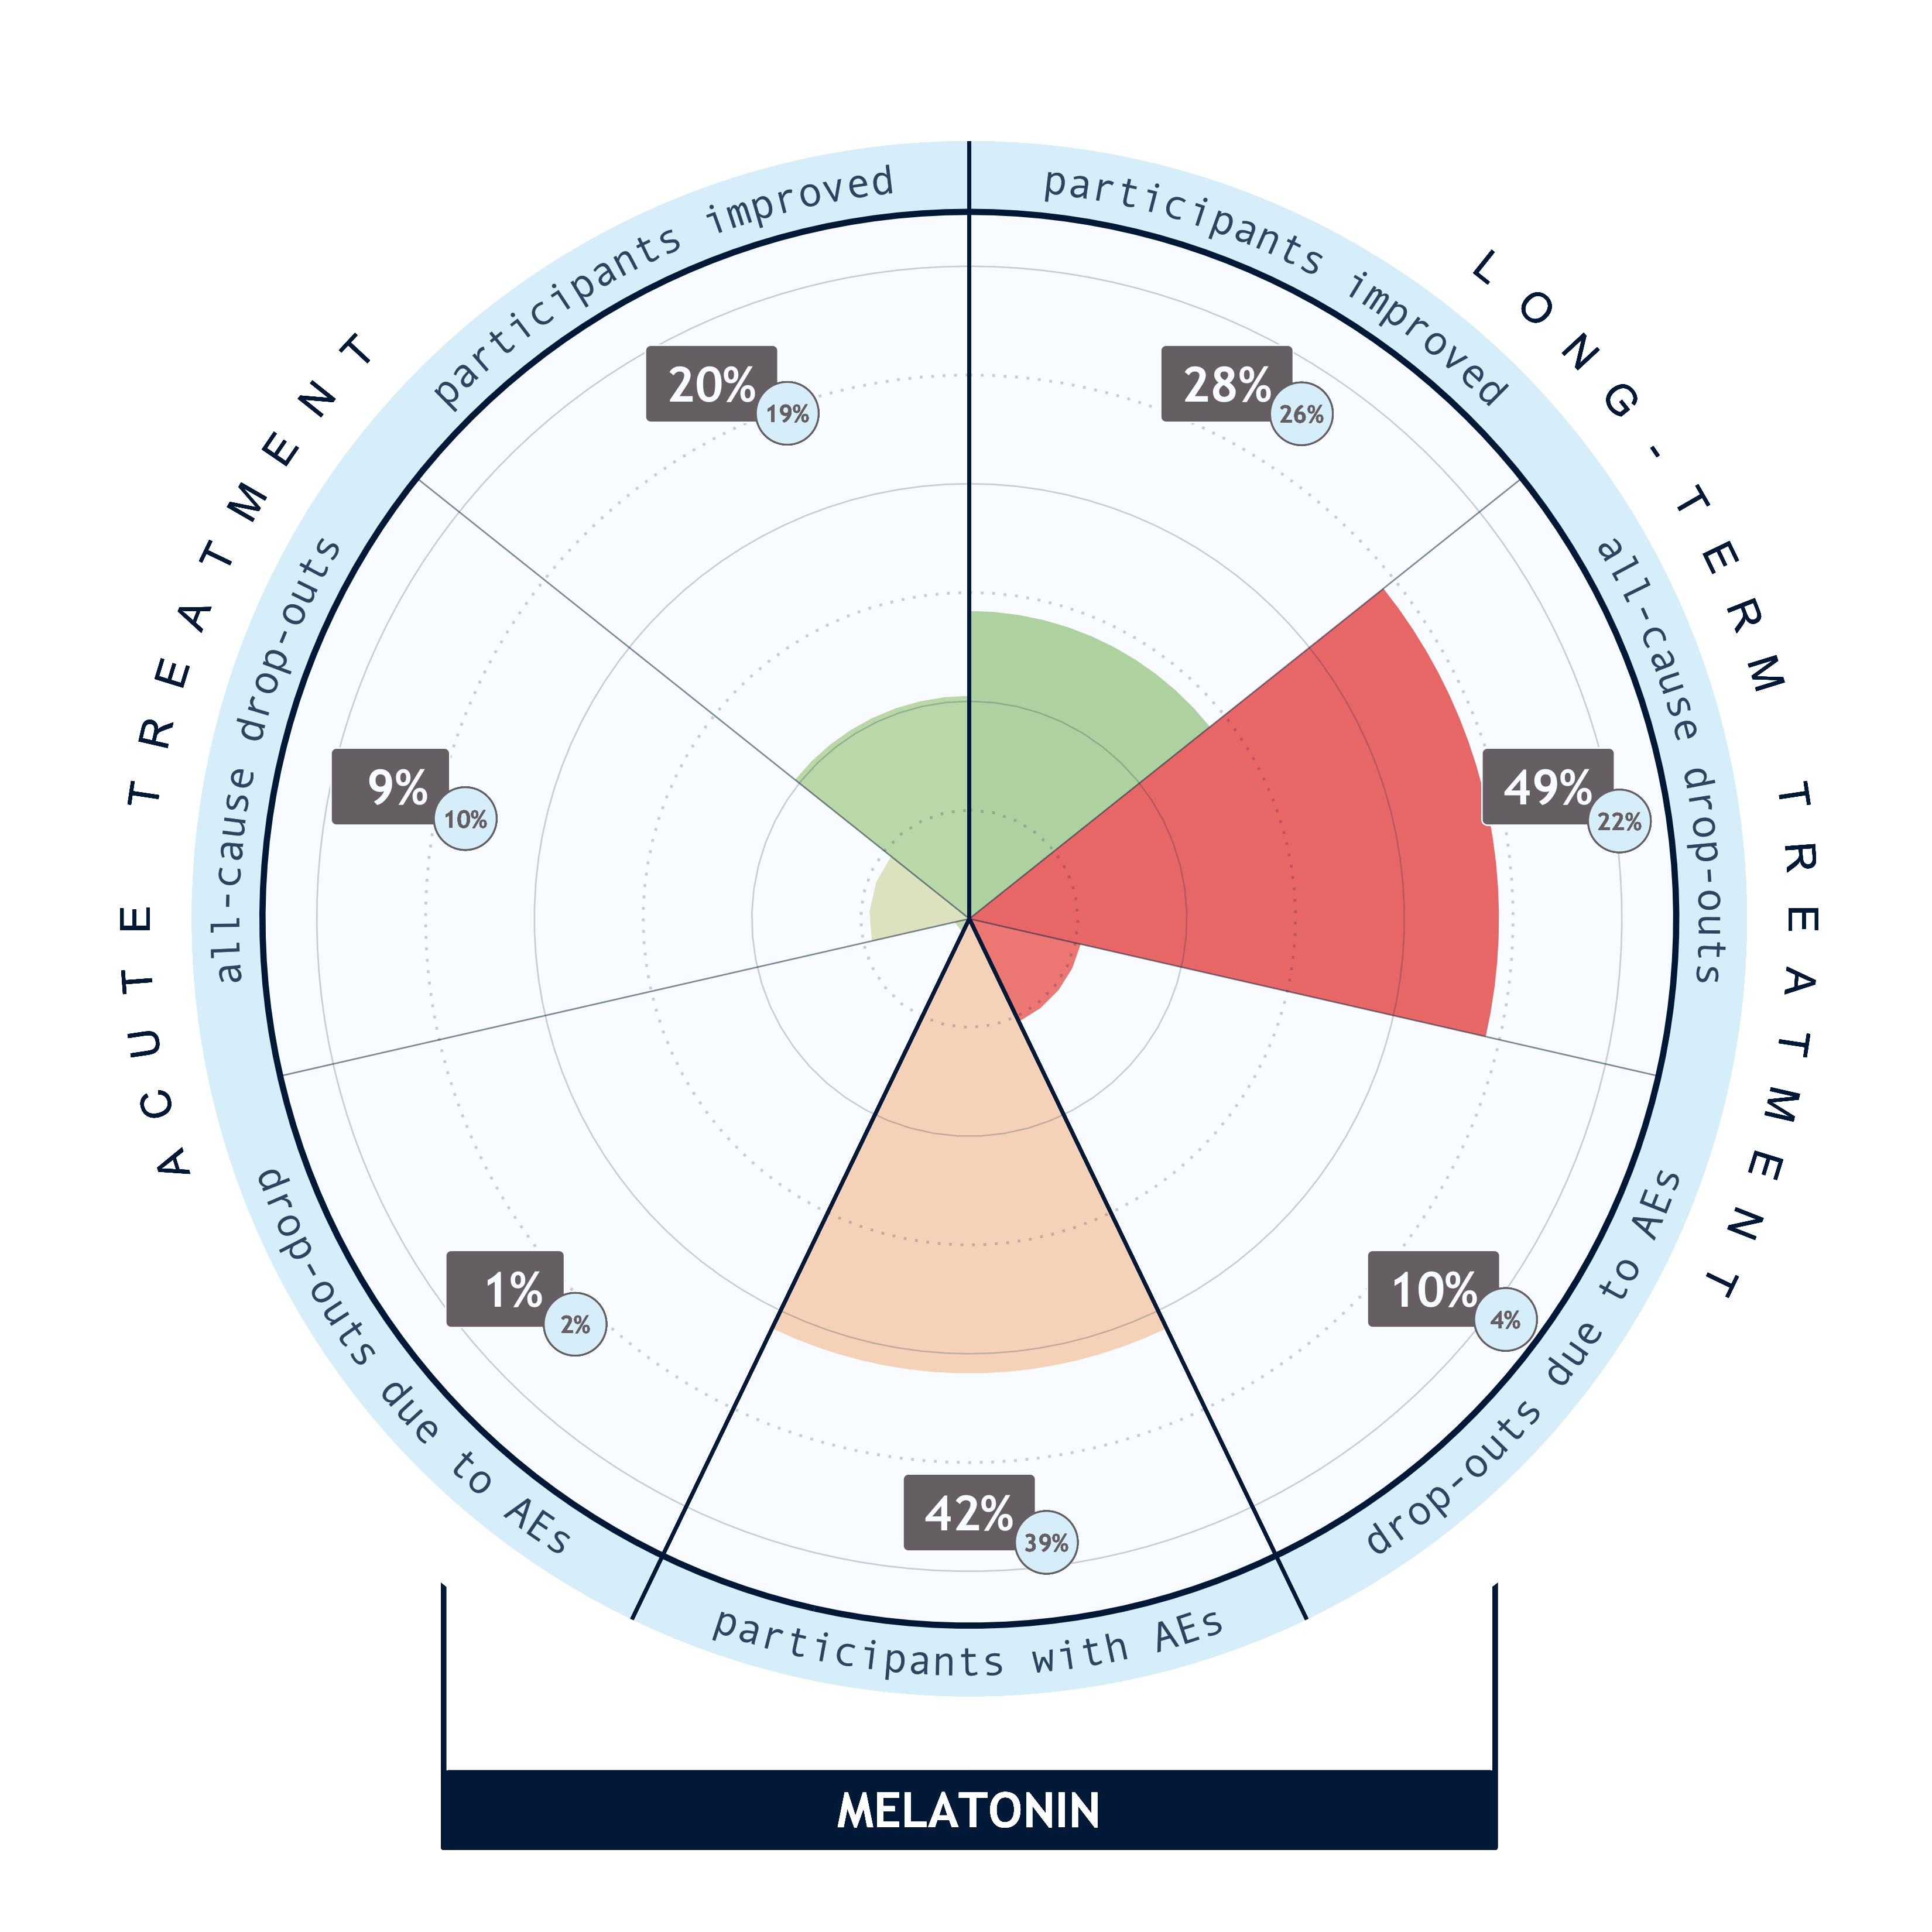 ACUTE TREATMENT
LONG-TERM TREATMENT
participants improved
20%
19%
participants improved
28%
26%
all-cause drop-outs
9%
10%
all-cause drop-outs
49%
22%
drop-outs due to AEs
1%
2%
drop-outs due to AEs
10%
4%
42%
39%
participants with AEs
MELATONIN